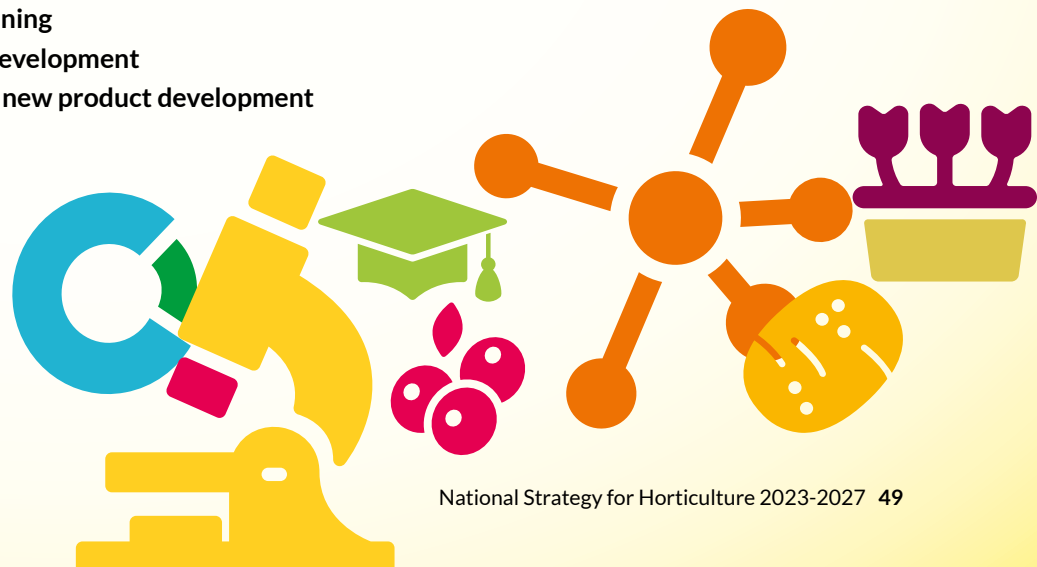 ning
evelopment
new product development
National Strategy for Horticulture 2023-2027 49